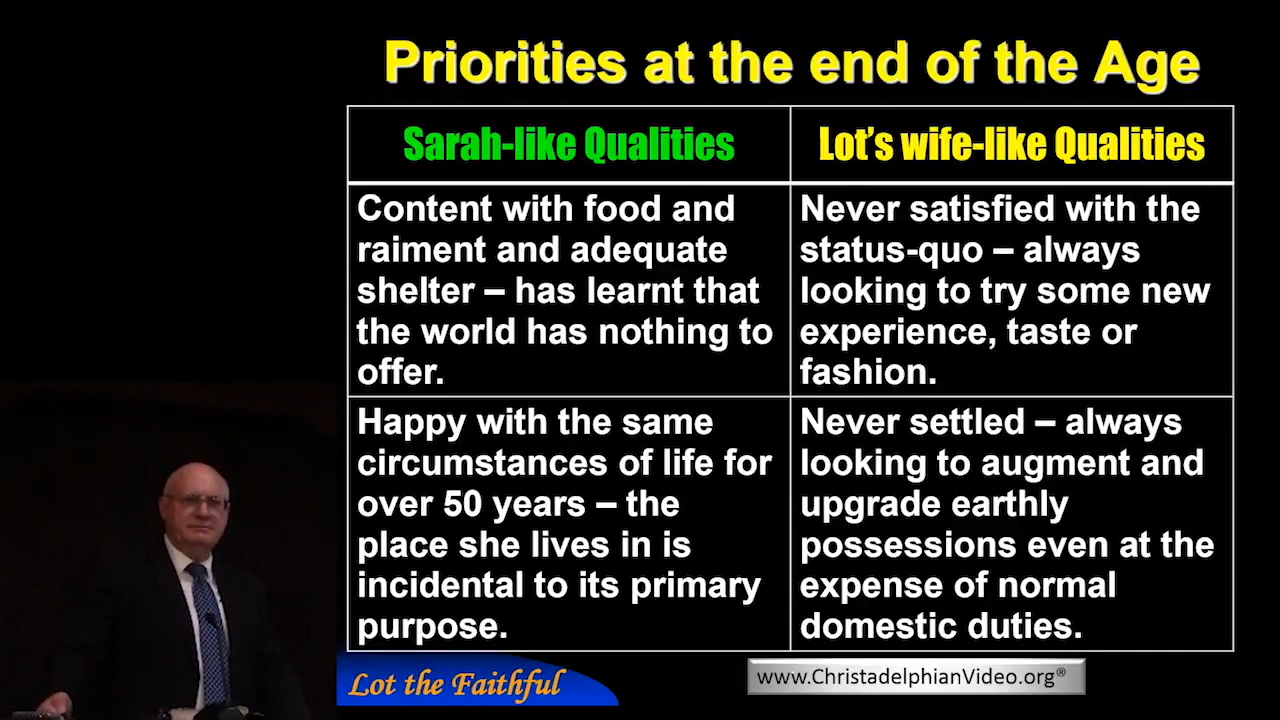 Priorities at the end of the Age
Sarah-like Qualities
Lot's wife-like Qualities
Content with food and
raiment and adequate
shelter – has learnt that
the world has nothing to
offer.
Never satisfied with the
status-quo – always
looking to try some new
experience, taste or
fashion.
Happy with the same
circumstances of life for
over 50 years – the
place she lives in is
incidental to its primary
purpose.
Never settled – always
looking to augment and
upgrade earthly
possessions even at the
expense of normal
domestic duties.
Lot the Faithful
www.ChristadelphianVideo.org®